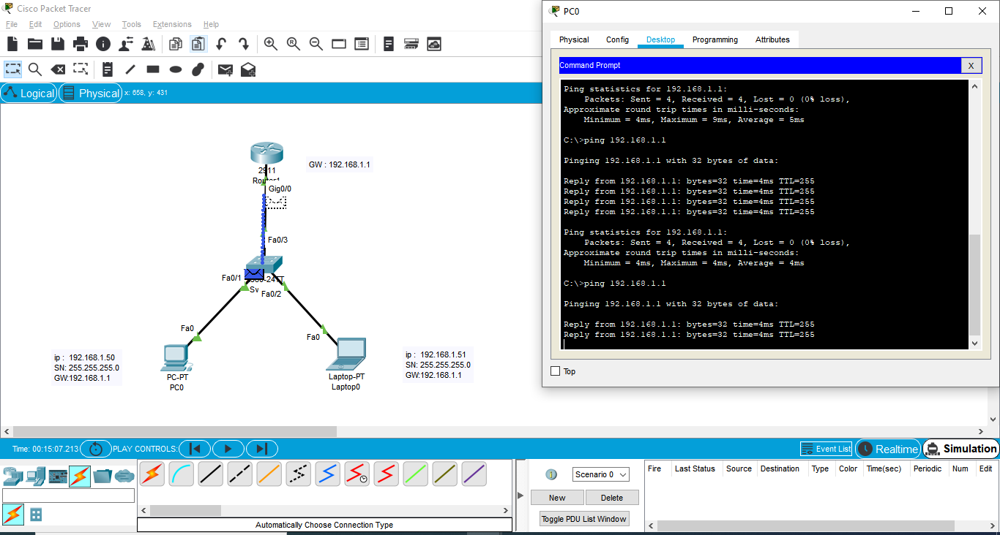 Cisco Packet Tracer
File Edit Options View Tools Extensions Help
Logical Physical x: 658, y: 431
2911
Router1
GW : 192.168.1.1
Gig0/0
Fa0/3
Fa0/1
Fa0/2
Fa0
Fa0
ip : 192.168.1.50
SN: 255.255.255.0
GW:192.168.1.1
PC-PT
PC0
Laptop-PT
Laptop0
ip : 192.168.1.51
SN: 255.255.255.0
GW:192.168.1.1
PC0
Physical Config Desktop Programming Attributes
Command Prompt X
Ping statistics for 192.168.1.1:
Packets: Sent = 4, Received = 4, Lost = 0 (0% loss),
Approximate round trip times in milli-seconds:
Minimum = 4ms, Maximum = 9ms, Average = 5ms
C:\>ping 192.168.1.1
Pinging 192.168.1.1 with 32 bytes of data:
Reply from 192.168.1.1: bytes=32 time=4ms TTL=255
Reply from 192.168.1.1: bytes=32 time=4ms TTL=255
Reply from 192.168.1.1: bytes=32 time=4ms TTL=255
Reply from 192.168.1.1: bytes=32 time=4ms TTL=255
Ping statistics for 192.168.1.1:
Packets: Sent = 4, Received = 4, Lost = 0 (0% loss),
Approximate round trip times in milli-seconds:
Minimum = 4ms, Maximum = 4ms, Average = 4ms
C:\>ping 192.168.1.1
Pinging 192.168.1.1 with 32 bytes of data:
Reply from 192.168.1.1: bytes=32 time=4ms TTL=255
Reply from 192.168.1.1: bytes=32 time=4ms TTL=255
Top
Time: 00:15:07.213 PLAY CONTROLS: Event List Realtime Simulation
Automatically Choose Connection Type
Scenario 0
New Delete
Toggle PDU List Window
Fire Last Status Source Destination Type Color Time(sec) Periodic Num Edit